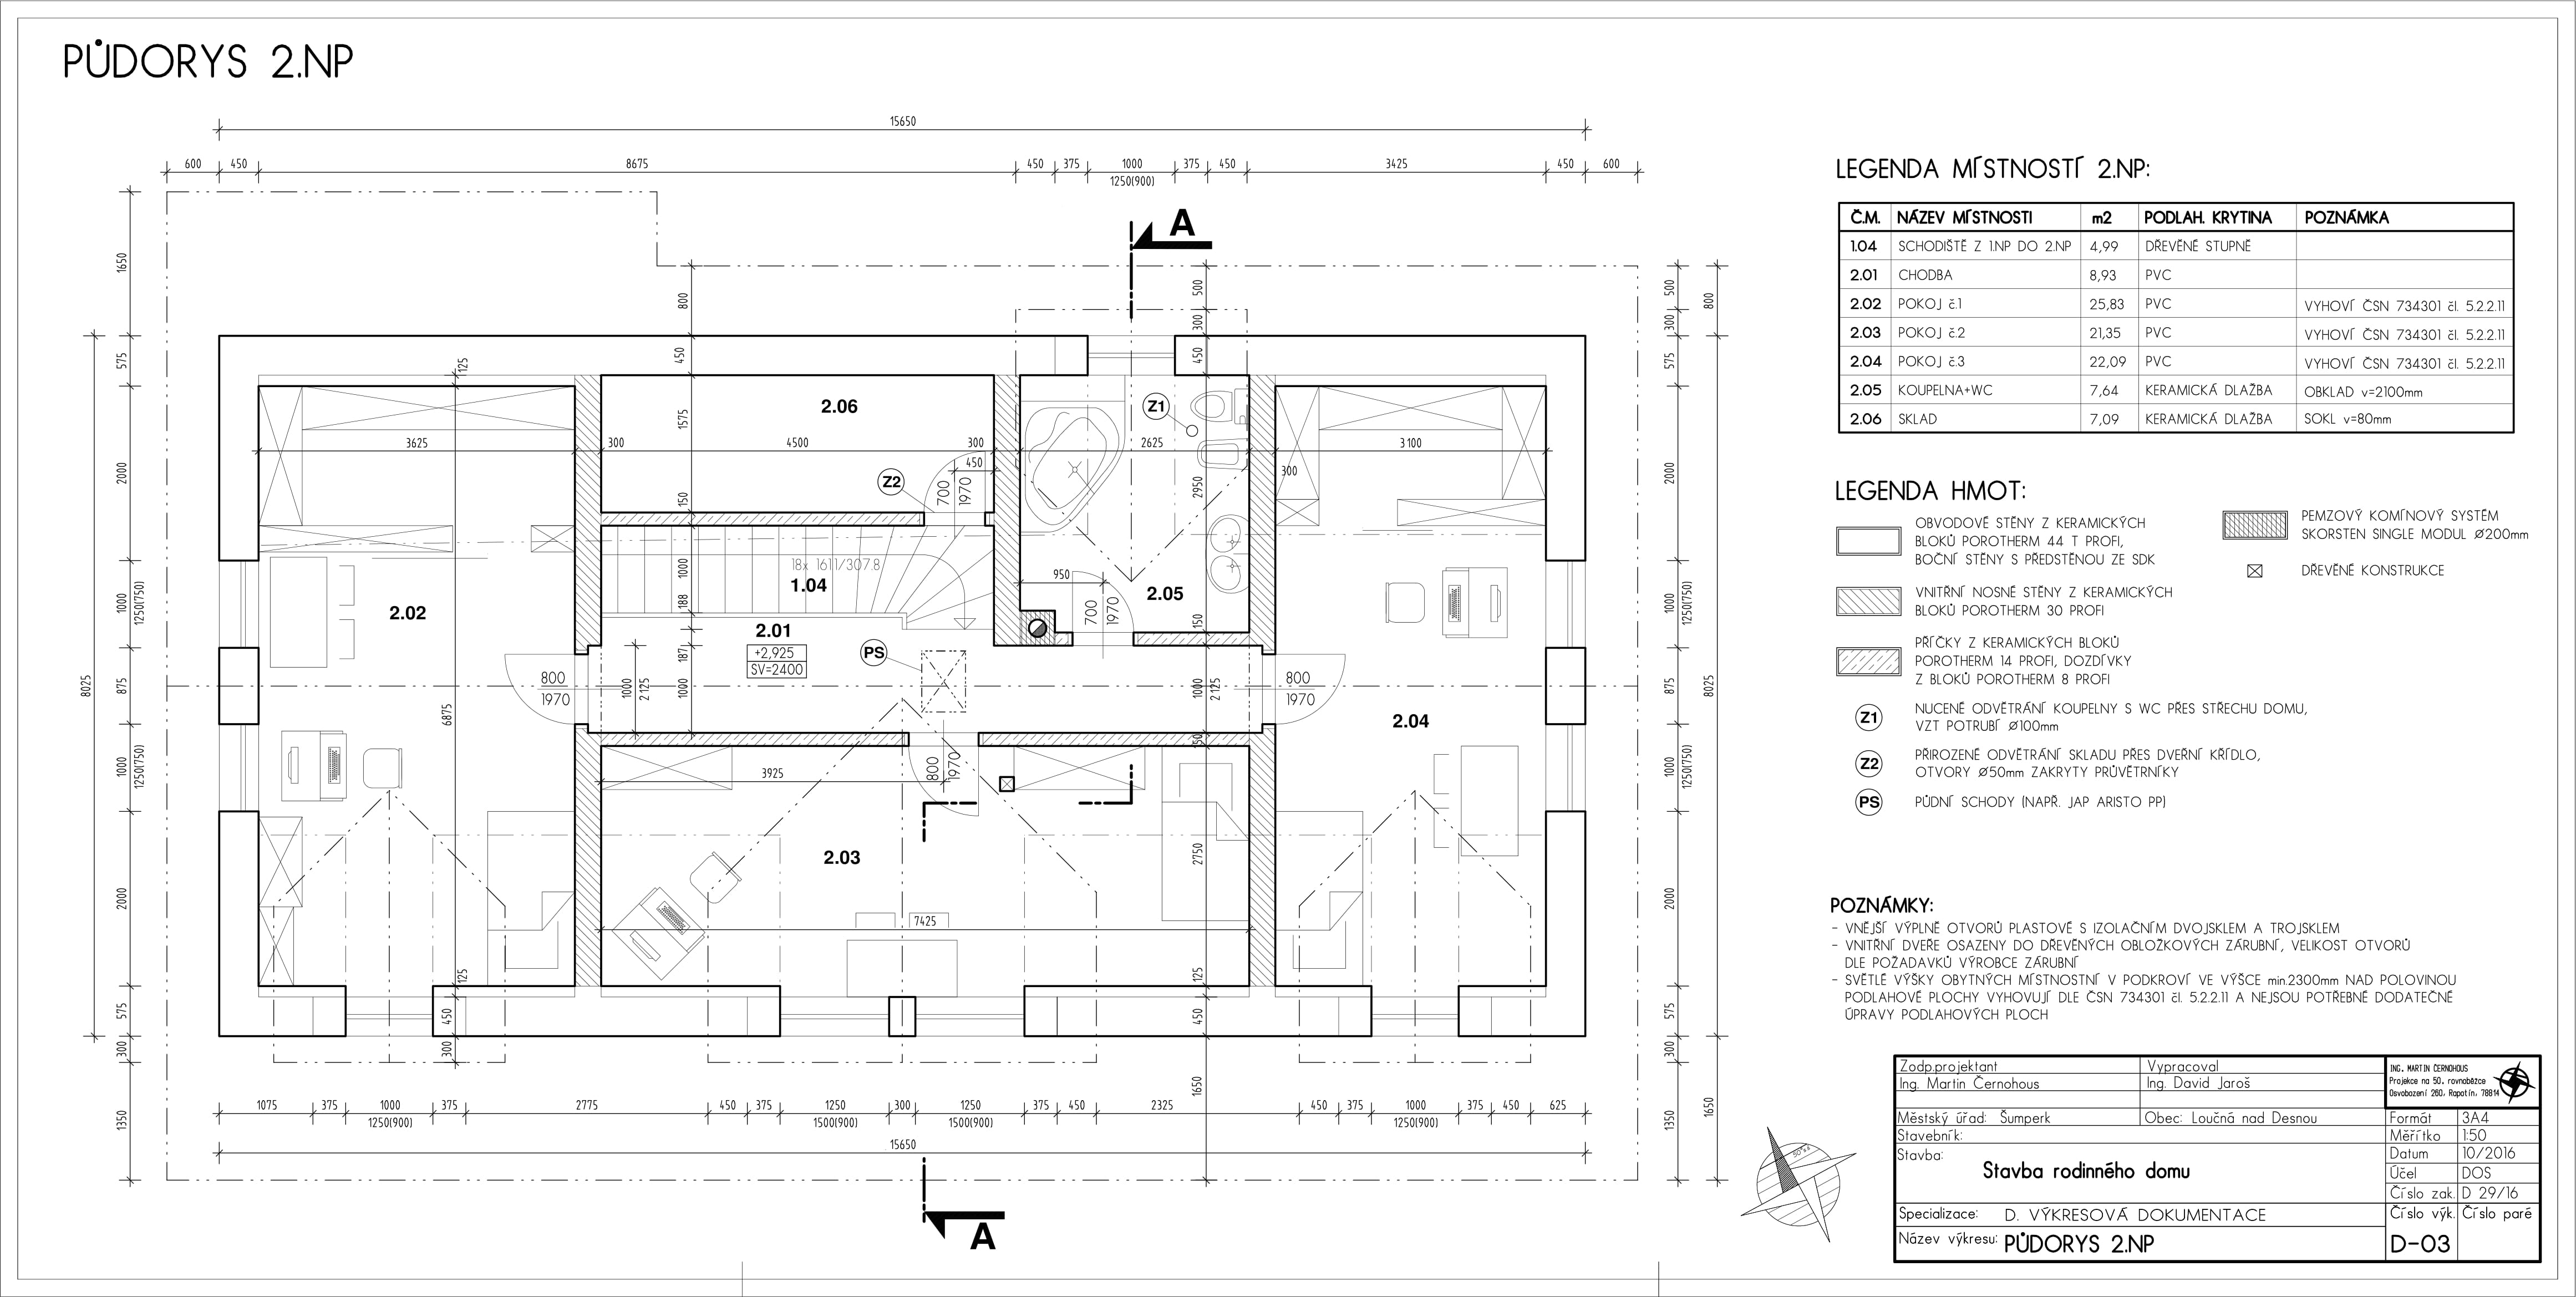 PŮDORYS 2.NP
15650
600 450 8675 450 375 1000 375 450 3425 450 600
1250(900)
A
1650
575
2000
1000
1250(750)
875
1000
1250(750)
2000
575
300
1350
8025
800
450
1575
150
1000
188
187
1000
500
300
450
2950
150
1000
2125
150
2750
125
450
1650
500
300
575
2000
1000
1250(750)
875
1000
1250(750)
2000
575
300
1350
800
8025
1650
125
6875
125
450
300
2.06
3625 300 4500 300 2625 3100
450
300
Z1
Z2
700
1970
18x 161,1/307.8
1.04
2.02
2.01
+2,925
SV=2400
PS
1000
2125
950
700
1970
2.05
800
1970
800
1970
2.04
3925
800
1970
2.03
7425
1075 375 1000 375 2775 450 375 1250 300 1250 375 450 2325 450 375 1000 375 450 625
1250(900) 1500(900) 1500(900) 1250(900)
15650
A
LEGENDA MÍSTNOSTÍ 2.NP:
Č.M. NÁZEV MÍSTNOSTI m2 PODLAH. KRYTINA POZNÁMKA
1.04 SCHODIŠTĚ Z 1.NP DO 2.NP 4,99 DŘEVĚNÉ STUPNĚ
2.01 CHODBA 8,93 PVC
2.02 POKOJ č.1 25,83 PVC VYHOVÍ ČSN 734301 čl. 5.2.2.11
2.03 POKOJ č.2 21,35 PVC VYHOVÍ ČSN 734301 čl. 5.2.2.11
2.04 POKOJ č.3 22,09 PVC VYHOVÍ ČSN 734301 čl. 5.2.2.11
2.05 KOUPELNA+WC 7,64 KERAMICKÁ DLAŽBA OBKLAD v=2100mm
2.06 SKLAD 7,09 KERAMICKÁ DLAŽBA SOKL v=80mm
LEGENDA HMOT:
OBVODOVÉ STĚNY Z KERAMICKÝCH
BLOKŮ POROTHERM 44 T PROFI,
BOČNÍ STĚNY S PŘEDSTĚNOU ZE SDK
VNITŘNÍ NOSNÉ STĚNY Z KERAMICKÝCH
BLOKŮ POROTHERM 30 PROFI
PŘÍČKY Z KERAMICKÝCH BLOKŮ
POROTHERM 14 PROFI, DOZDÍVKY
Z BLOKŮ POROTHERM 8 PROFI
PEMZOVÝ KOMÍNOVÝ SYSTÉM
SKORSTEN SINGLE MODUL Ø200mm
DŘEVĚNÉ KONSTRUKCE
Z1 NUCENÉ ODVĚTRÁNÍ KOUPELNY S WC PŘES STŘECHU DOMU,
VZT POTRUBÍ Ø100mm
Z2 PŘIROZENÉ ODVĚTRÁNÍ SKLADU PŘES DVEŘNÍ KŘÍDLO,
OTVORY Ø50mm ZAKRYTY PRŮVĚTRNÍKY
PS PŮDNÍ SCHODY (NAPŘ. JAP ARISTO PP)
POZNÁMKY:
- VNĚJŠÍ VÝPLNĚ OTVORŮ PLASTOVÉ S IZOLAČNÍM DVOJSKLEM A TROJSKLEM
- VNITŘNÍ DVEŘE OSAZENY DO DŘEVĚNÝCH OBLOŽKOVÝCH ZÁRUBNÍ, VELIKOST OTVORŮ
DLE POŽADAVKŮ VÝROBCE ZÁRUBNÍ
- SVĚTLÉ VÝŠKY OBYTNÝCH MÍSTNOSTNÍ V PODKROVÍ VE VÝŠCE min.2300mm NAD POLOVINOU
PODLAHOVÉ PLOCHY VYHOVUJÍ DLE ČSN 734301 čl. 5.2.2.11 A NEJSOU POTŘEBNÉ DODATEČNÉ
ÚPRAVY PODLAHOVÝCH PLOCH
Zodp.projektant Vypracoval
Ing. Martin Černohous Ing. David Jaroš
ING. MARTIN ČERNOHOUS
Projekce na 50. rovnoběžce
Osvobození 260, Rapotín, 78814
Městský úřad: Šumperk Obec: Loučná nad Desnou
Stavebník:
Stavba:
Stavba rodinného domu
Formát 3A4
Měřítko 1:50
Datum 10/2016
Účel DOS
Číslo zak. D 29/16
Specializace: D. VÝKRESOVÁ DOKUMENTACE
Číslo výk. Číslo paré
Název výkresu: PŮDORYS 2.NP
D-03